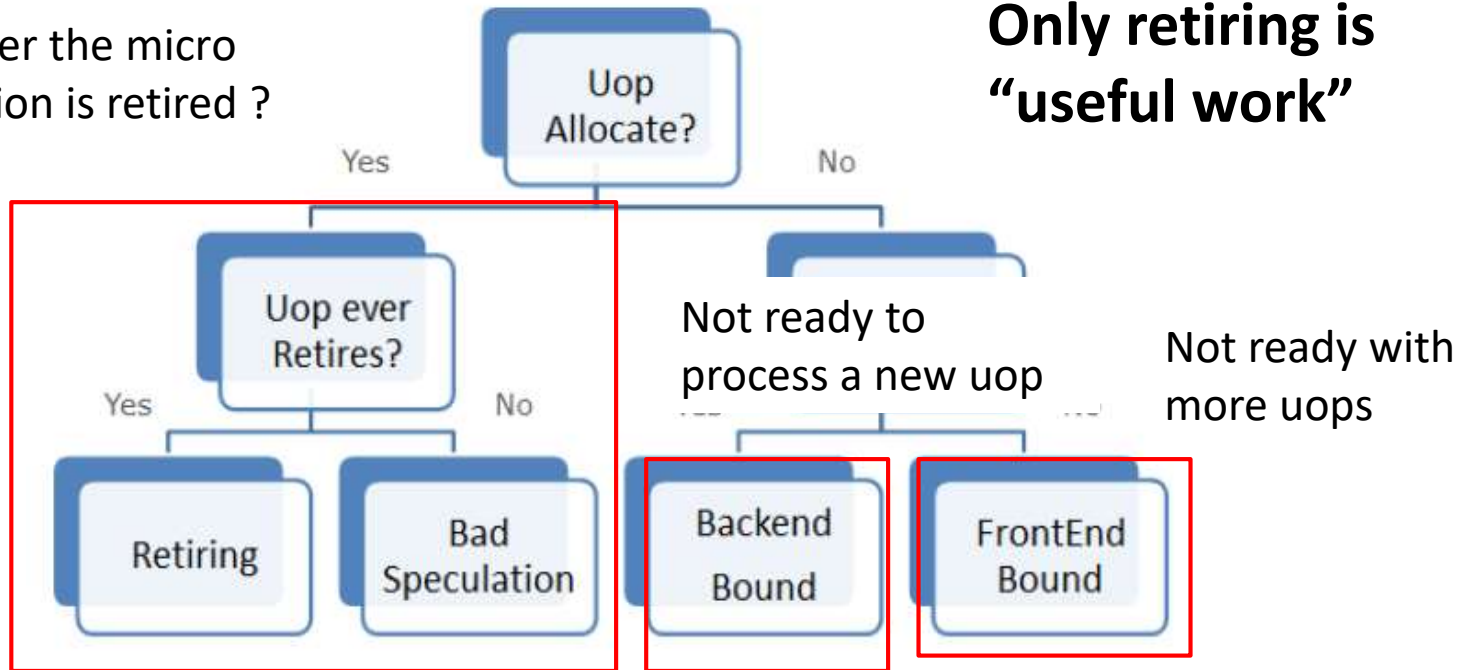 er the micro
ion is retired ?
Only retiring is
“useful work”
Uop
Allocate?
Yes
No
Uop ever
Retires?
Not ready to
process a new uop
Not ready with
more uops
Yes
No
Retiring
Bad
Speculation
Backend
Bound
FrontEnd
Bound